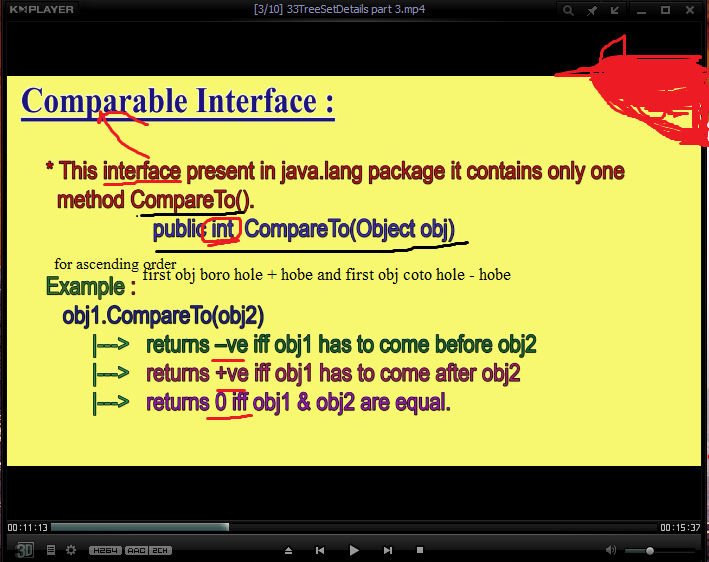 KMPLAYER
[3/10] 33TreeSetDetails part 3.mp4
Comparable Interface :
* This interface present in java.lang package it contains only one
method CompareTo().
public int CompareTo(Object obj)
for ascending order
first obj boro hole + hobe and first obj coto hole - hobe
Example :
obj1.CompareTo(obj2)
|---> returns –ve iff obj1 has to come before obj2
|---> returns +ve iff obj1 has to come after obj2
|---> returns 0 iff obj1 & obj2 are equal.
00:11:13
00:15:37
3D H264 AAC 2CH